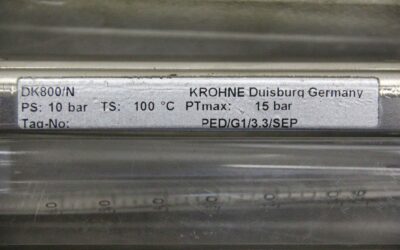 DK800/N KROHNE Duisburg Germany
PS: 10 bar TS: 100 °C PTmax: 15 bar
Tag-No: PED/G1/3.3/SEP